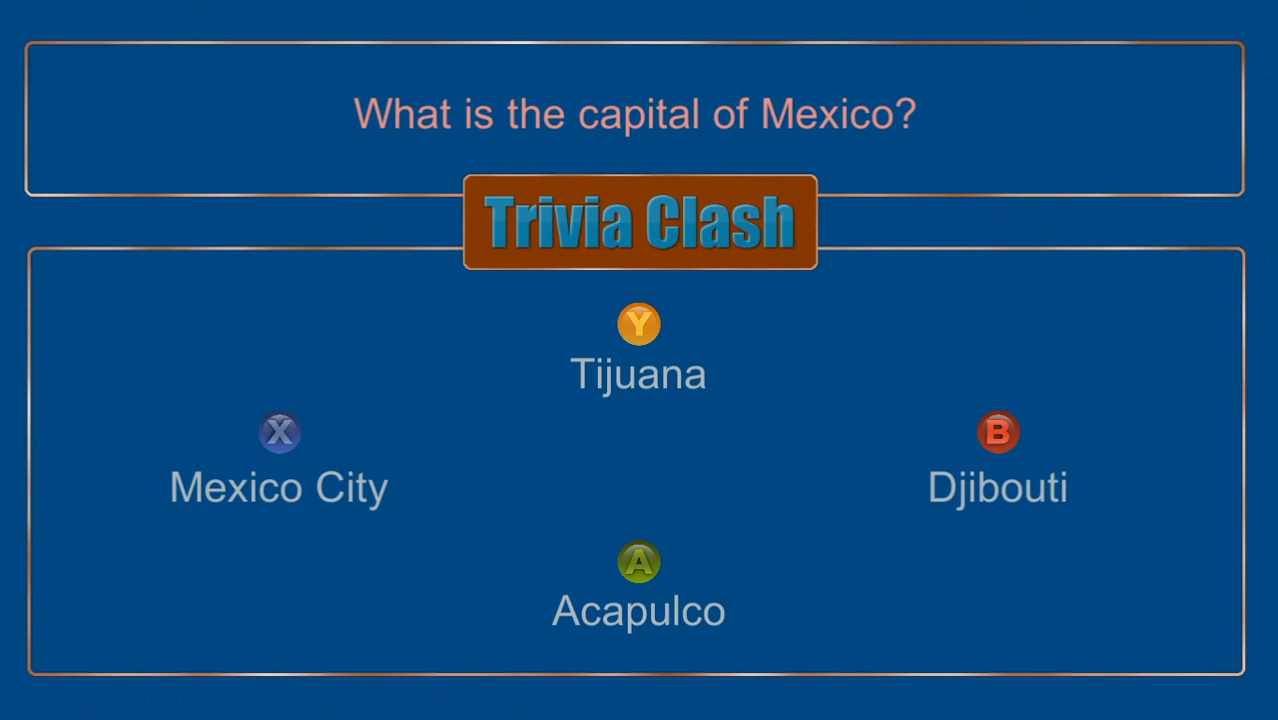 What is the capital of Mexico?
Trivia Clash
Y
Tijuana
X
Mexico City
B
Djibouti
A
Acapulco